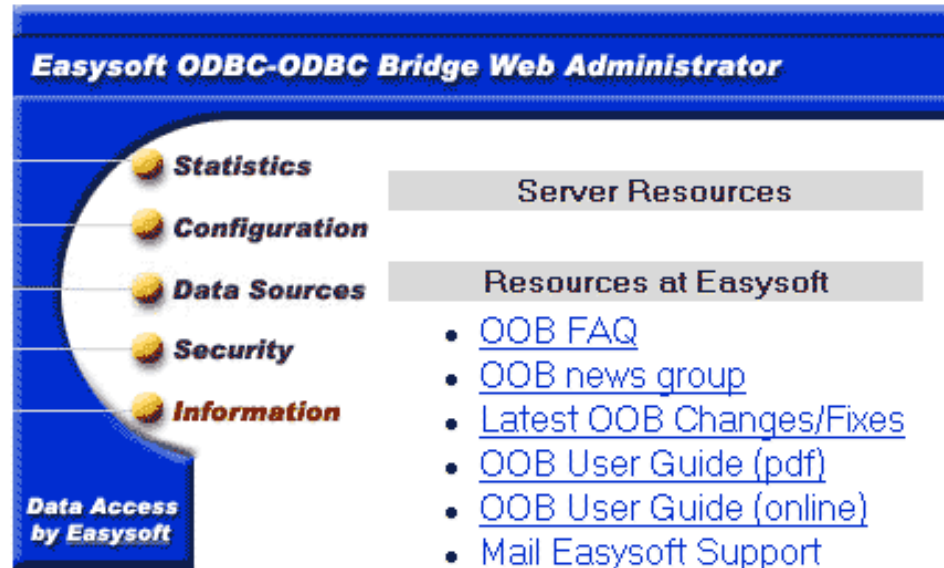 Easysoft ODBC-ODBC Bridge Web Administrator
Statistics
Configuration
Data Sources
Security
Information
Data Access
by Easysoft
Server Resources
Resources at Easysoft
OOB FAQ
OOB news group
Latest OOB Changes/Fixes
OOB User Guide (pdf)
OOB User Guide (online)
Mail Easysoft Support